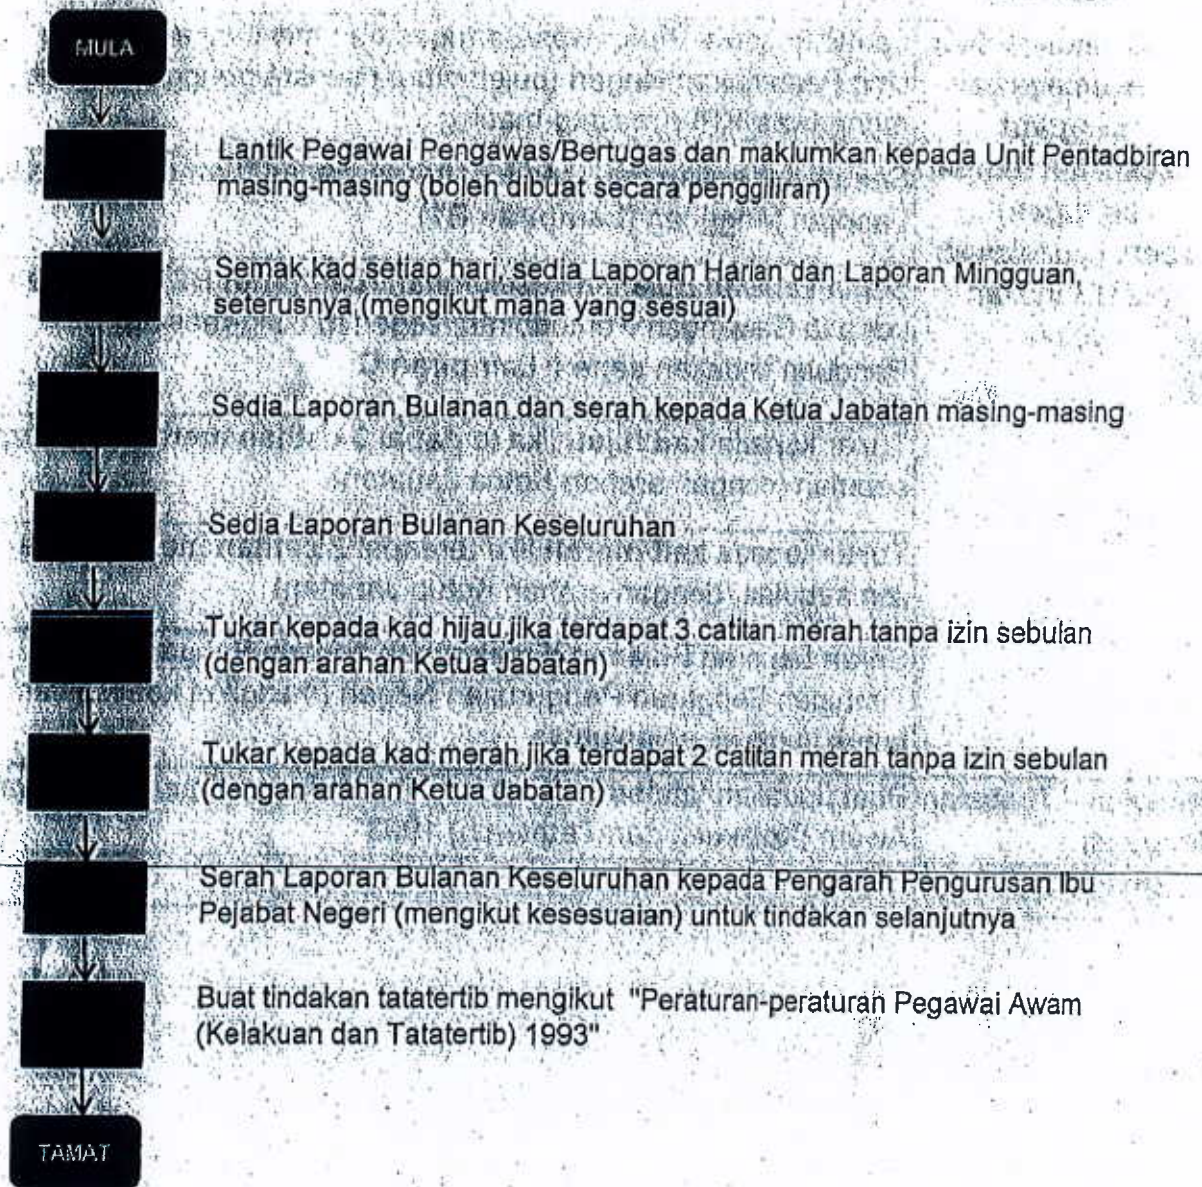 MULA
Lantik Pegawai Pengawas/Bertugas dan maklumkan kepada Unit Pentadbiran
masing-masing (boleh dibuat secara penggiliran)
Semak kad setiap hari, sedia Laporan Harian dan Laporan Mingguan,
seterusnya (mengikut mana yang sesuai)
Sedia Laporan Bulanan dan serah kepada Ketua Jabatan masing-masing
Sedia Laporan Bulanan Keseluruhan
Tukar kepada kad hijau jika terdapat 3 catitan merah tanpa izin sebulan
(dengan arahan Ketua Jabatan)
Tukar kepada kad merah jika terdapat 2 catitan merah tanpa izin sebulan
(dengan arahan Ketua Jabatan)
Serah Laporan Bulanan Keseluruhan kepada Pengarah Pengurusan Ibu
Pejabat Negeri (mengikut kesesuaian) untuk tindakan selanjutnya
Buat tindakan tatatertib mengikut "Peraturan-peraturan Pegawai Awam
(Kelakuan dan Tatatertib) 1993"
TAMAT